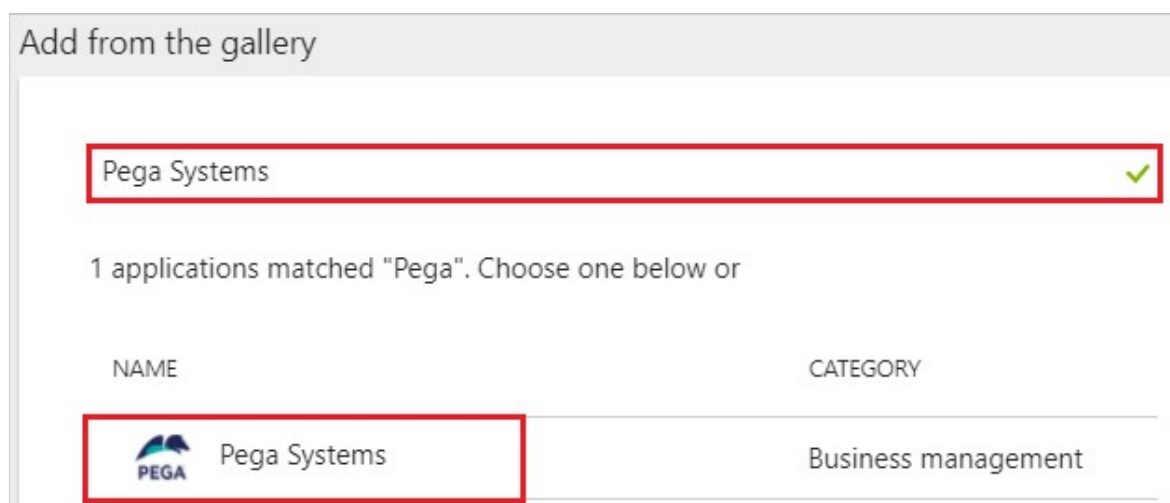 Add from the gallery
Pega Systems
1 applications matched "Pega". Choose one below or
NAME CATEGORY
PEGA Pega Systems Business management